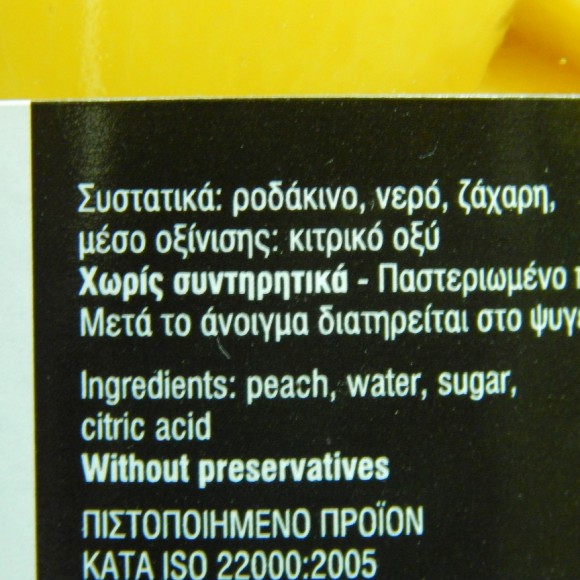 Συστατικά: ροδάκινο, νερό, ζάχαρη,
μέσο οξίνισης: κιτρικό οξύ
Χωρίς συντηρητικά - Παστεριωμένο
Μετά το άνοιγμα διατηρείται στο
Ingredients: peach, water, sugar,
citric acid
Without preservatives
ΠΙΣΤΟΠΟΙΗΜΕΝΟ ΠΡΟΪΟΝ
ΚΑΤΑ ISO 22000:2005